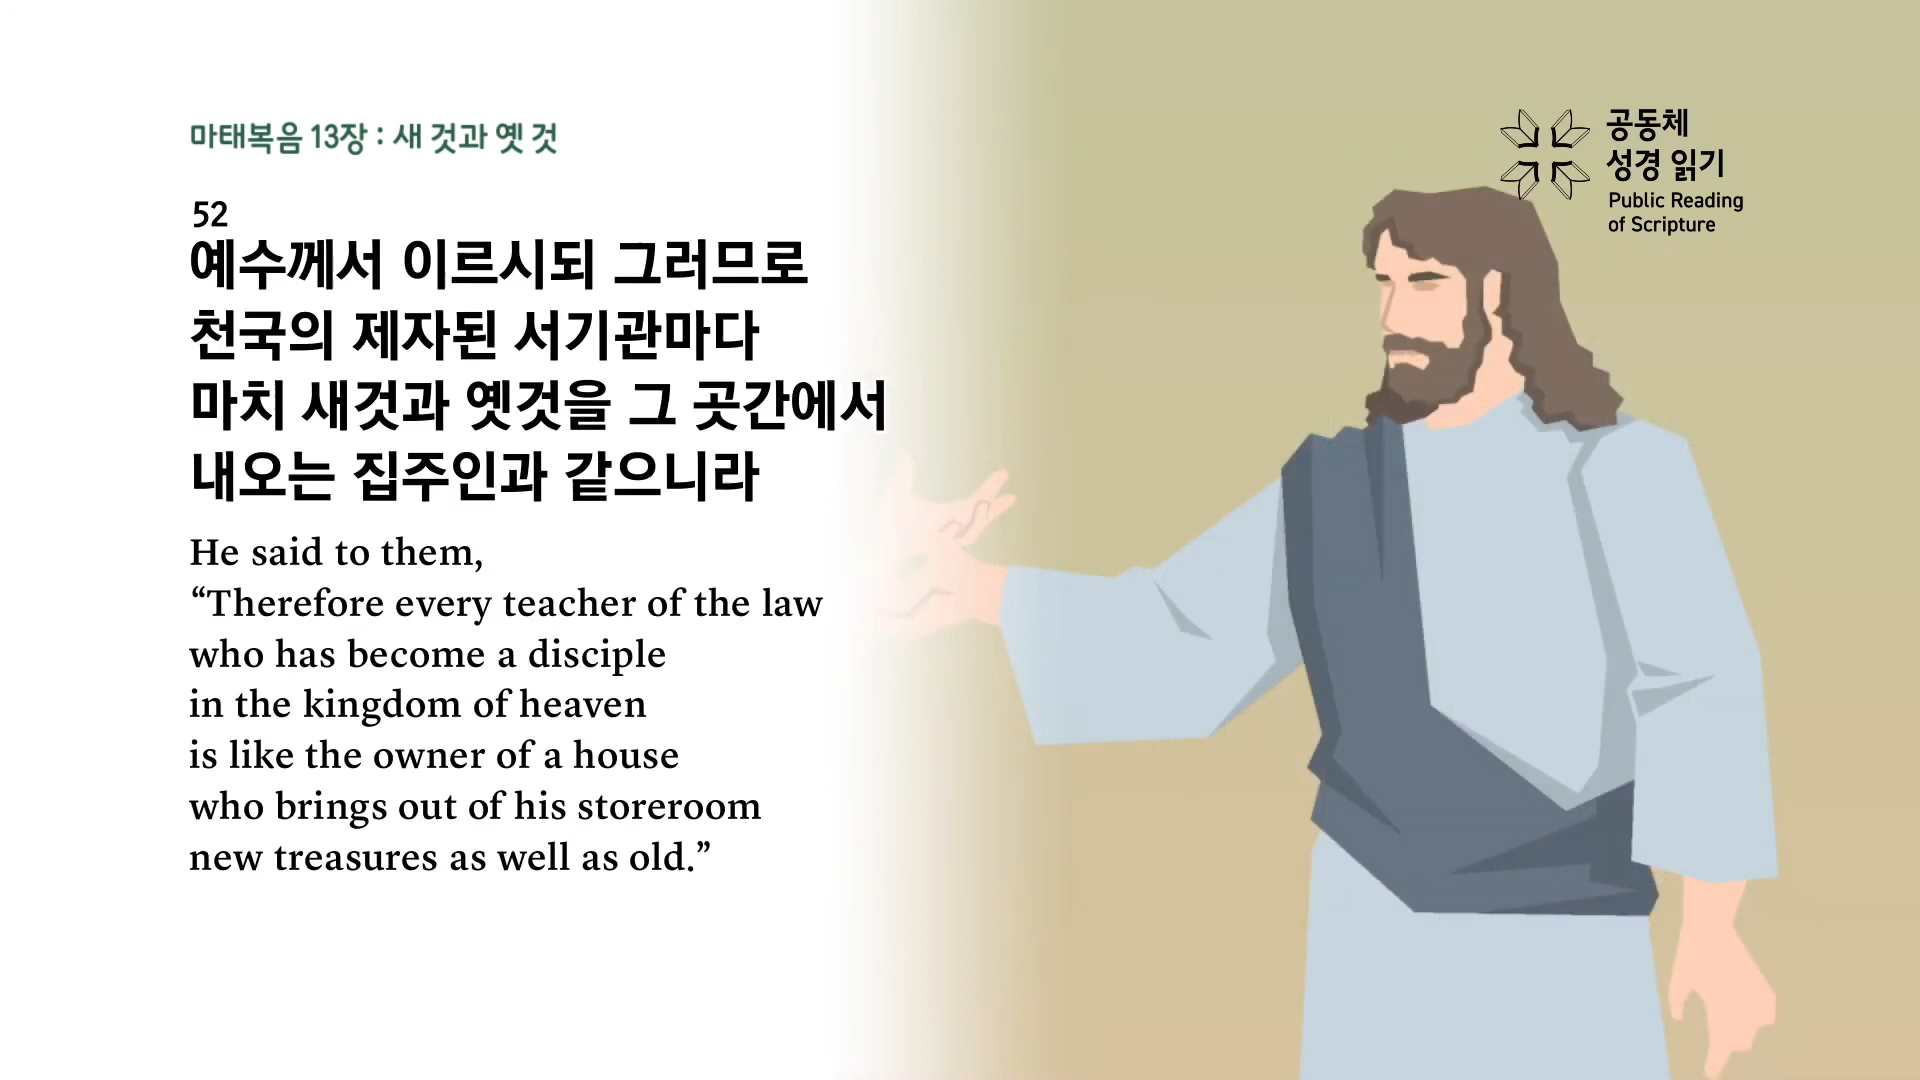 마태복음 13장 : 새 것과 옛 것
52
예수께서 이르시되 그러므로
천국의 제자된 서기관마다
마치 새것과 옛것을 그 곳간에서
내오는 집주인과 같으니라
He said to them,
“Therefore every teacher of the law
who has become a disciple
in the kingdom of heaven
is like the owner of a house
who brings out of his storeroom
new treasures as well as old.”
공동체
성경 읽기
Public Reading
of Scripture